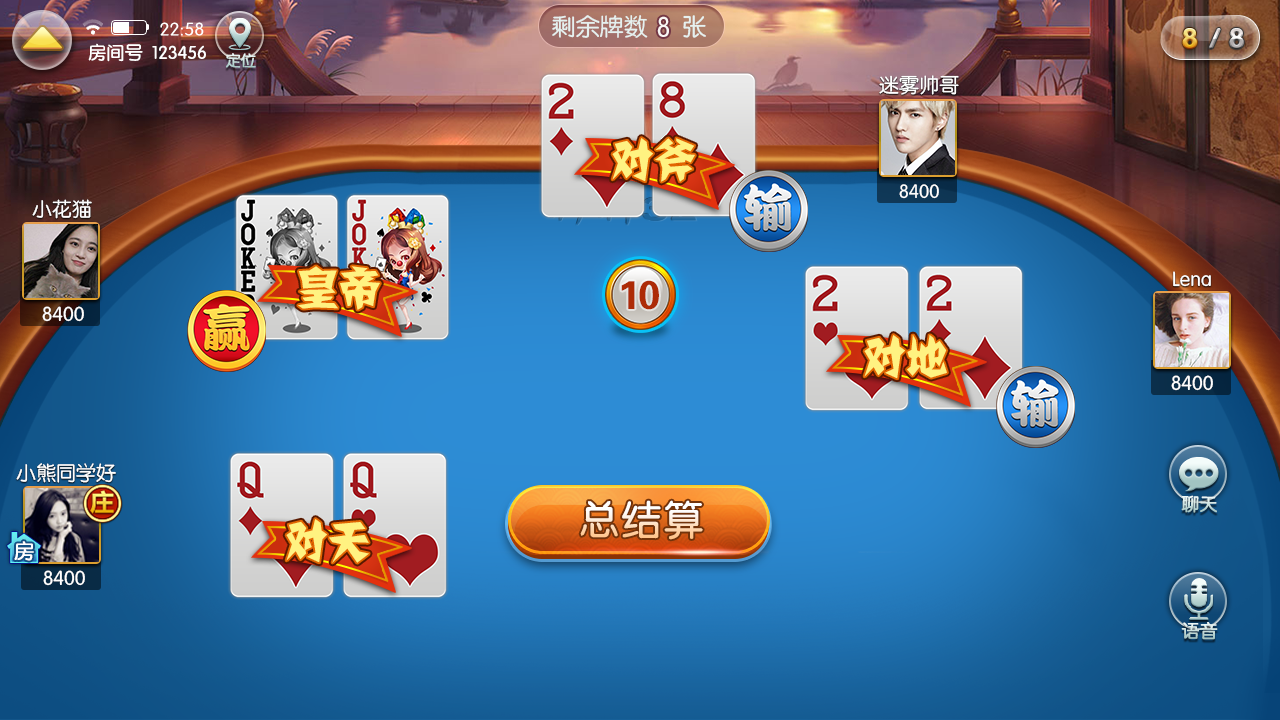 22:58
房间号 123456
定位
剩余牌数 8 张
8 / 8
迷雾帅哥
8400
2
8
对斧
输
小花猫
8400
JOKE
JOK
皇帝
赢
10
Lena
8400
2
2
对地
输
小熊同学好
庄
房
8400
Q
Q
对天
总结算
聊天
语音